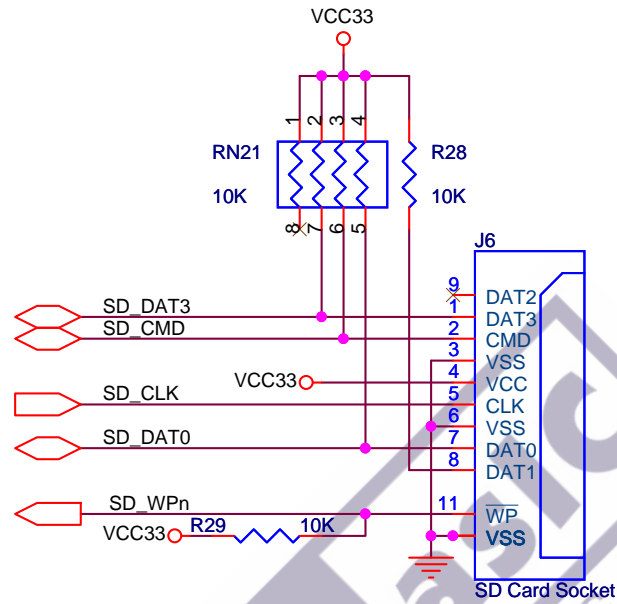 VCC33
1 2 3 4
RN21
R28
10K
10K
8 7 6 5
J6
9 DAT2
SD_DAT3 1 DAT3
SD_CMD 2 CMD
3 VSS
VCC33 4 VCC
SD_CLK 5 CLK
6 VSS
SD_DAT0 7 DAT0
8 DAT1
SD_WPn 11 WP
VCC33 R29 10K VSS
SD Card Socket
asic